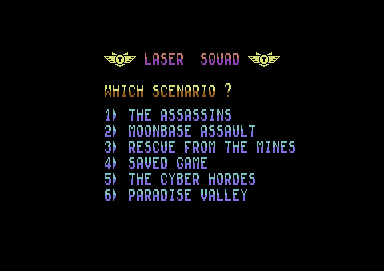 LASER SQUAD
WHICH SCENARIO ?
1) THE ASSASSINS
2) MOONBASE ASSAULT
3) RESCUE FROM THE MINES
4) SAVED GAME
5) THE CYBER HORDES
6) PARADISE VALLEY